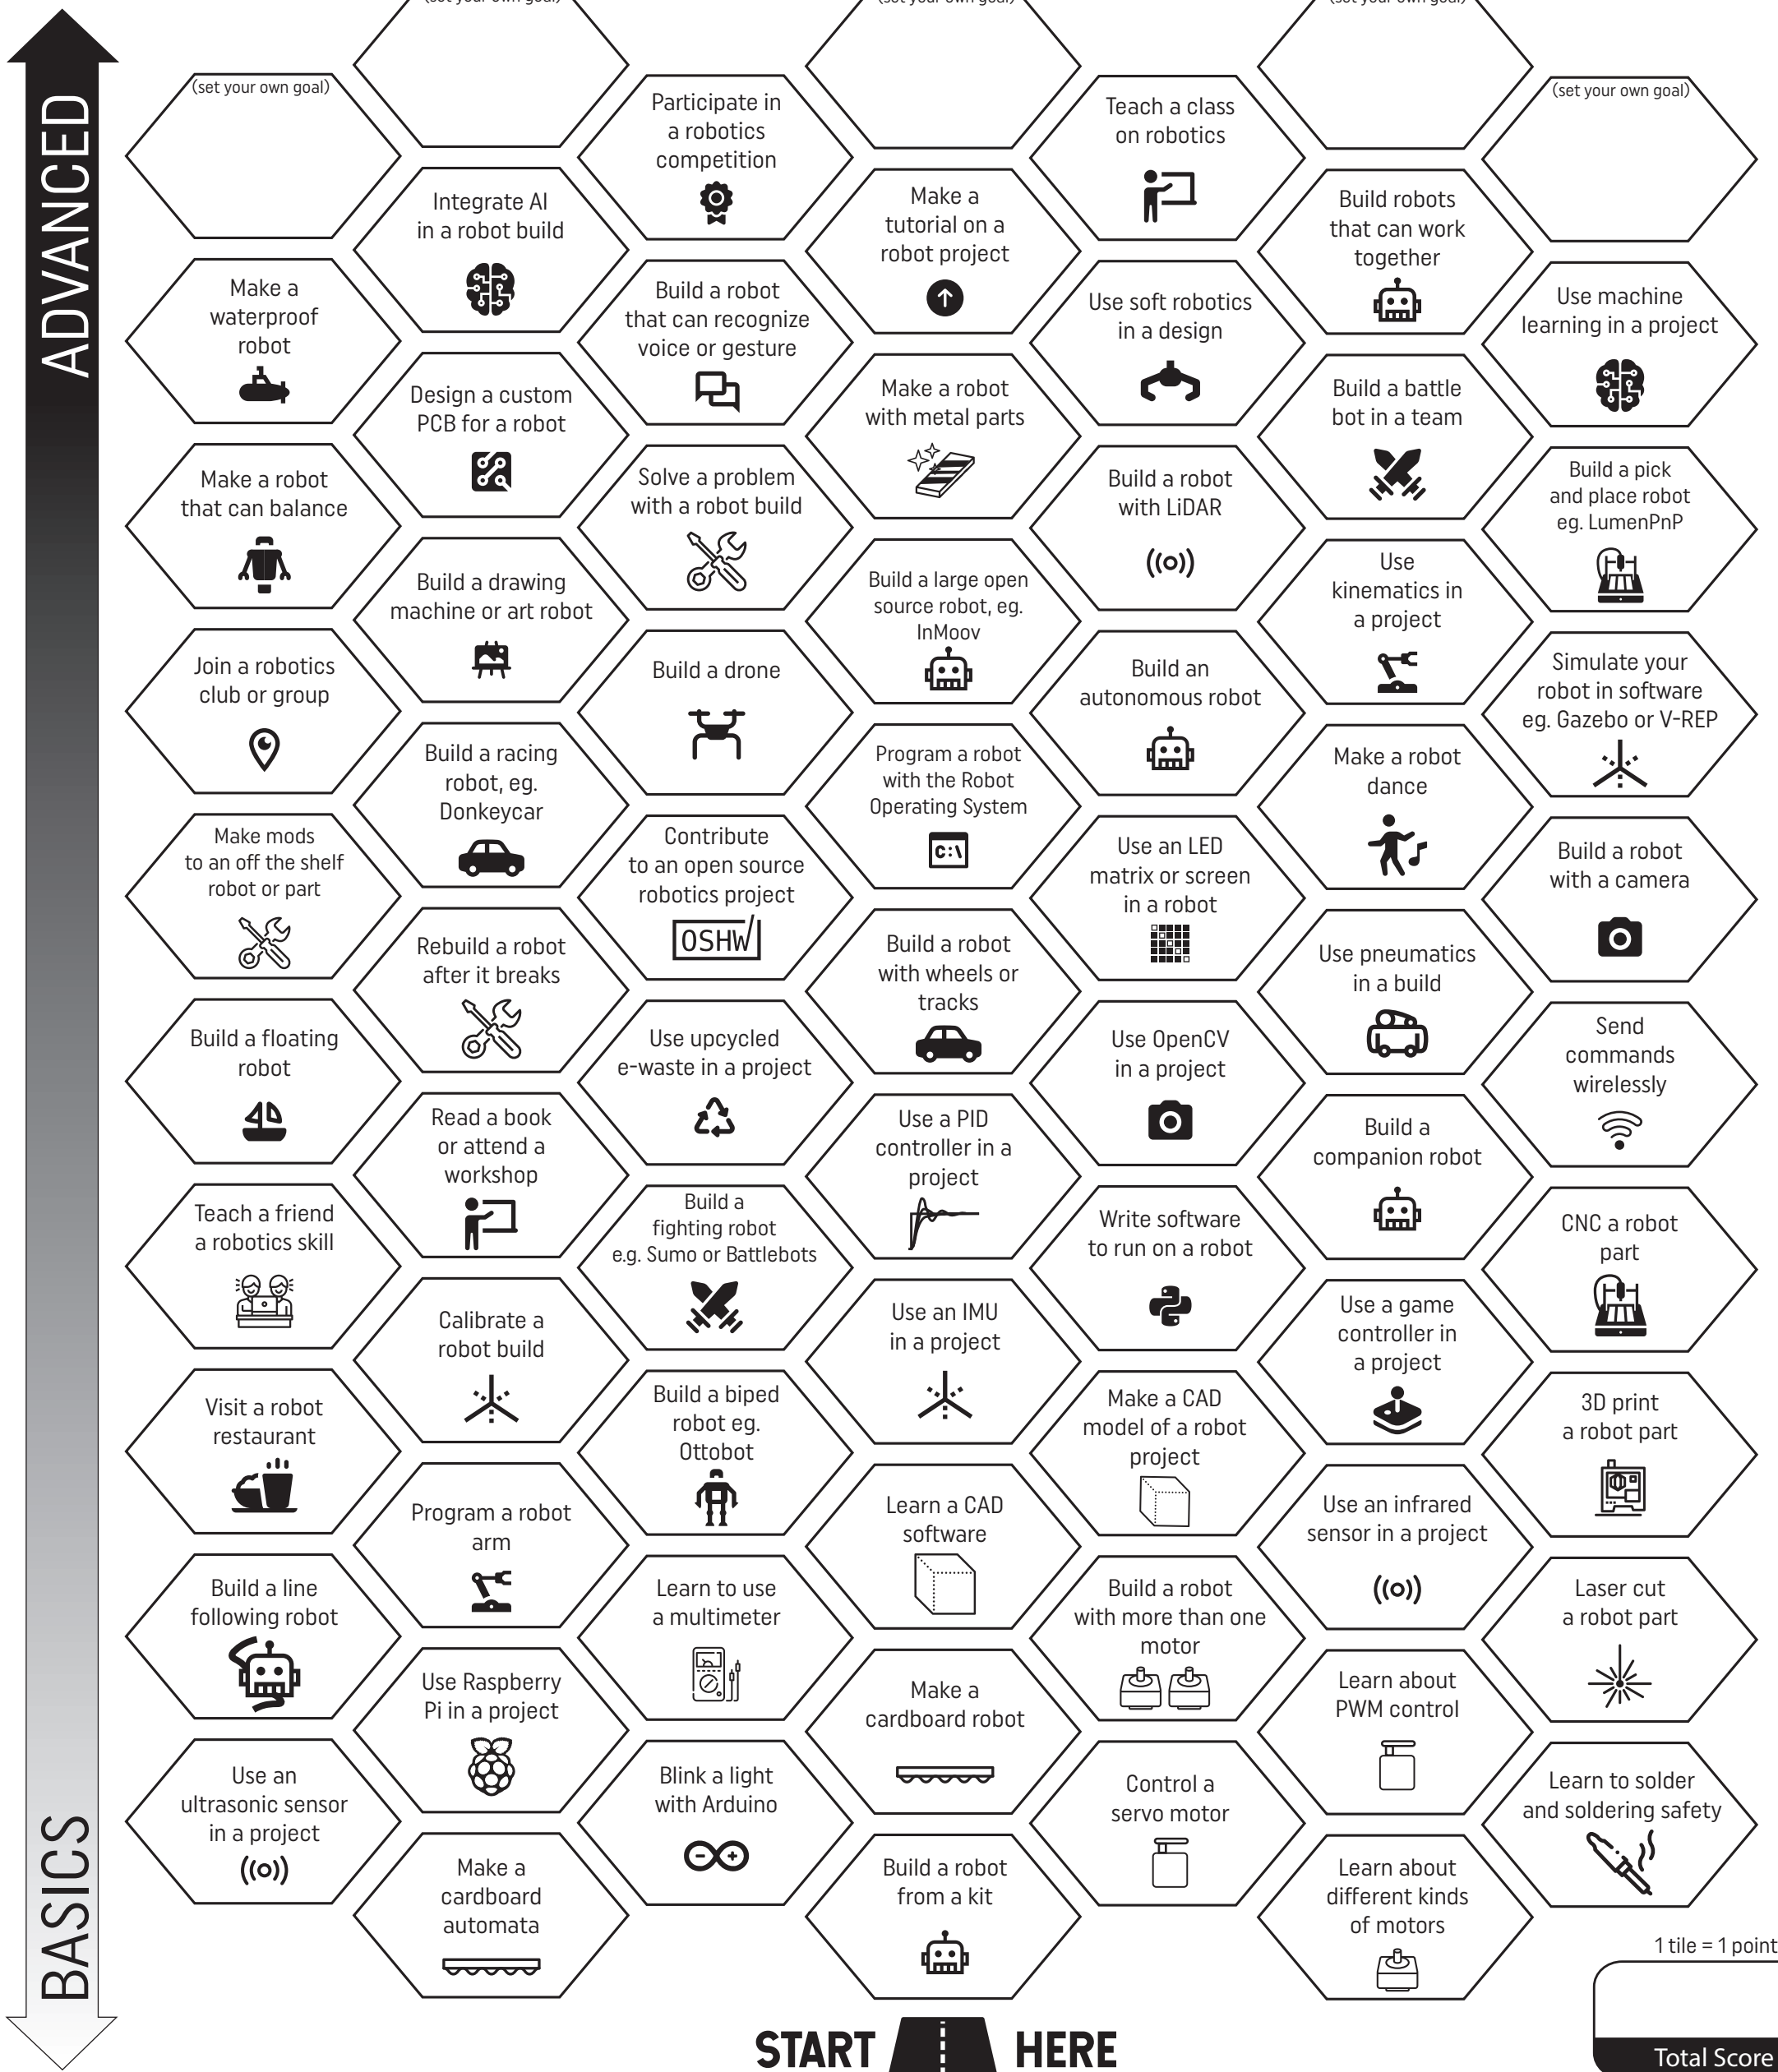 (set your own goal)
(set your own goal)
(set your own goal)
ADVANCED
(set your own goal)
(set your own goal)
Participate in
a robotics
competition
Teach a class
on robotics
Integrate AI
in a robot build
Make a
tutorial on a
robot project
Build robots
that can work
together
Make a
waterproof
robot
Build a robot
that can recognize
voice or gesture
Use soft robotics
in a design
Use machine
learning in a project
Design a custom
PCB for a robot
Make a robot
with metal parts
Build a battle
bot in a team
Make a robot
that can balance
Solve a problem
with a robot build
Build a robot
with LiDAR
Build a pick
and place robot
eg. LumenPnP
Build a drawing
machine or art robot
Build a large open
source robot, eg.
InMoov
Use
kinematics in
a project
Join a robotics
club or group
Build a drone
Build an
autonomous robot
Simulate your
robot in software
eg. Gazebo or V-REP
Build a racing
robot, eg.
Donkeycar
Program a robot
with the Robot
Operating System
C:\
Make a robot
dance
Make mods
to an off the shelf
robot or part
Contribute
to an open source
robotics project
OSHW
Use an LED
matrix or screen
in a robot
Build a robot
with a camera
Rebuild a robot
after it breaks
Build a robot
with wheels or
tracks
Use pneumatics
in a build
Build a floating
robot
Use upcycled
e-waste in a project
Use OpenCV
in a project
Send
commands
wirelessly
Read a book
or attend a
workshop
Use a PID
controller in a
project
Build a
companion robot
Teach a friend
a robotics skill
Build a
fighting robot
e.g. Sumo or Battlebots
Write software
to run on a robot
CNC a robot
part
Calibrate a
robot build
Use an IMU
in a project
Use a game
controller in
a project
Visit a robot
restaurant
Build a biped
robot eg.
Ottobot
Make a CAD
model of a robot
project
3D print
a robot part
Program a robot
arm
Learn a CAD
software
Use an infrared
sensor in a project
Build a line
following robot
Learn to use
a multimeter
Build a robot
with more than one
motor
Laser cut
a robot part
Use Raspberry
Pi in a project
Make a
cardboard robot
Learn about
PWM control
Use an
ultrasonic sensor
in a project
Blink a light
with Arduino
Control a
servo motor
Learn to solder
and soldering safety
Make a
cardboard
automata
Build a robot
from a kit
Learn about
different kinds
of motors
BASICS
1 tile = 1 point
START HERE
Total Score